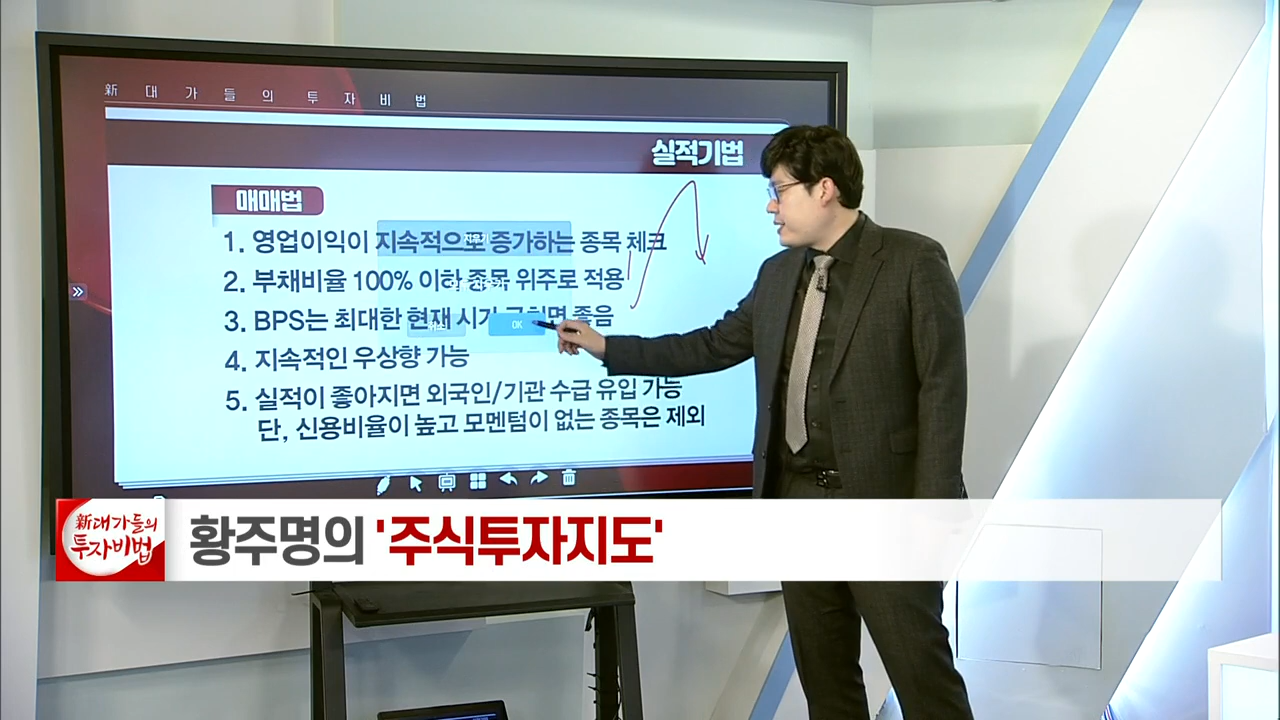 新 대 가 들 의 투 자 비 법
실적기법
매매법
1. 영업이익이 지속적으로 증가하는 종목 체크
2. 부채비율 100% 이하 종목 위주로 적용
3. BPS는 최대한 현재 시가 면 좋음
OK
4. 지속적인 우상향 가능
5. 실적이 좋아지면 외국인/기관 수급 유입 가능
단, 신용비율이 높고 모멘텀이 없는 종목은 제외
新대가들의
투자비법
황주명의 '주식투자지도'